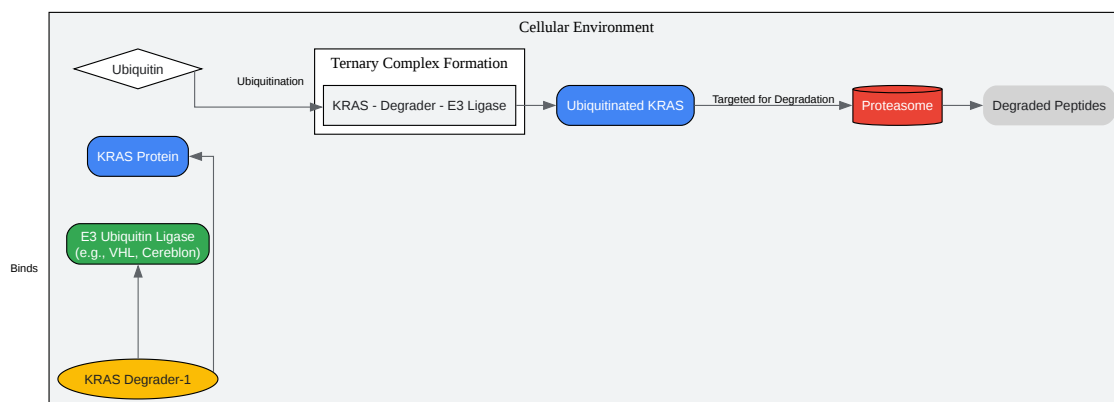 Cellular Environment
Ubiquitin
Ubiquitination
Ternary Complex Formation
KRAS - Degrader - E3 Ligase
Ubiquitinated KRAS
Targeted for Degradation
Proteasome
Degraded Peptides
KRAS Protein
E3 Ubiquitin Ligase
(e.g., VHL, Cereblon)
Binds
KRAS Degrader-1